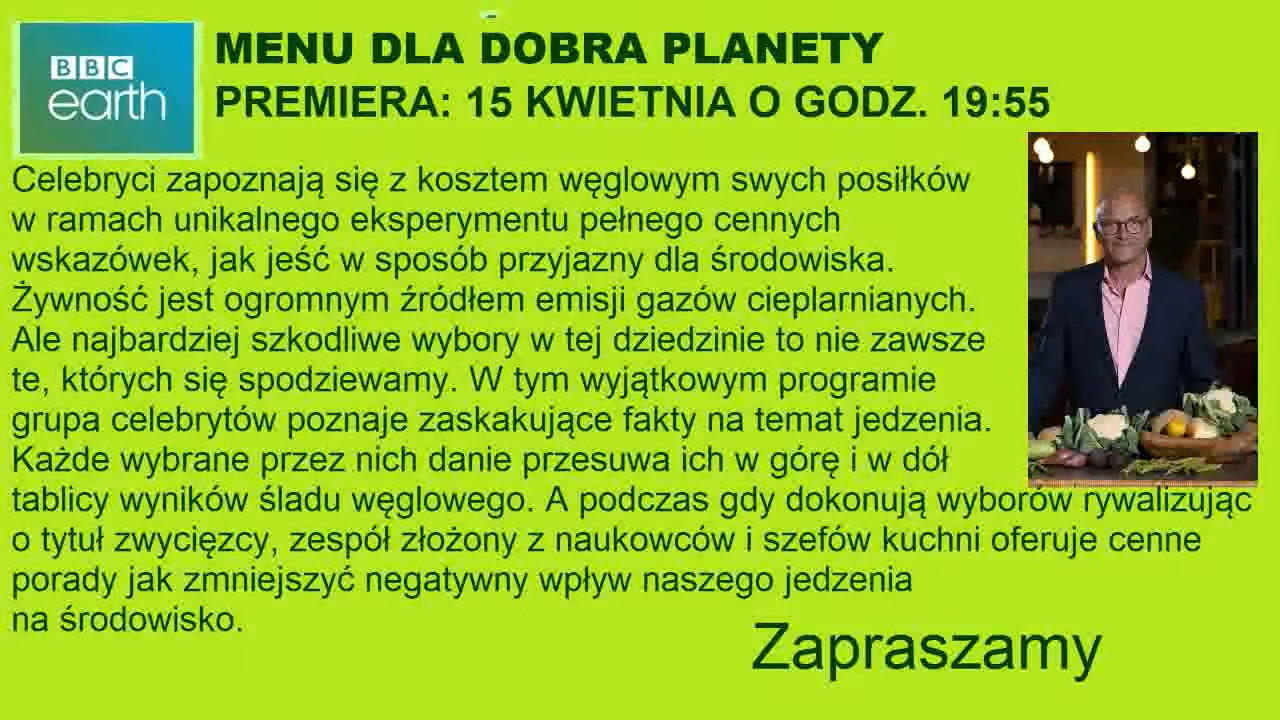 BBC
earth
MENU DLA DOBRA PLANETY
PREMIERA: 15 KWIETNIA O GODZ. 19:55
Celebryci zapoznają się z kosztem węglowym swych posiłków
w ramach unikalnego eksperymentu pełnego cennych
wskazówek, jak jeść w sposób przyjazny dla środowiska.
Żywność jest ogromnym źródłem emisji gazów cieplarnianych.
Ale najbardziej szkodliwe wybory w tej dziedzinie to nie zawsze
te, których się spodziewamy. W tym wyjątkowym programie
grupa celebrytów poznaje zaskakujące fakty na temat jedzenia.
Każde wybrane przez nich danie przesuwa ich w górę i w dół
tablicy wyników śladu węglowego. A podczas gdy dokonują wyborów rywalizując
o tytuł zwycięzcy, zespół złożony z naukowców i szefów kuchni oferuje cenne
porady jak zmniejszyć negatywny wpływ naszego jedzenia
na środowisko.
Zapraszamy